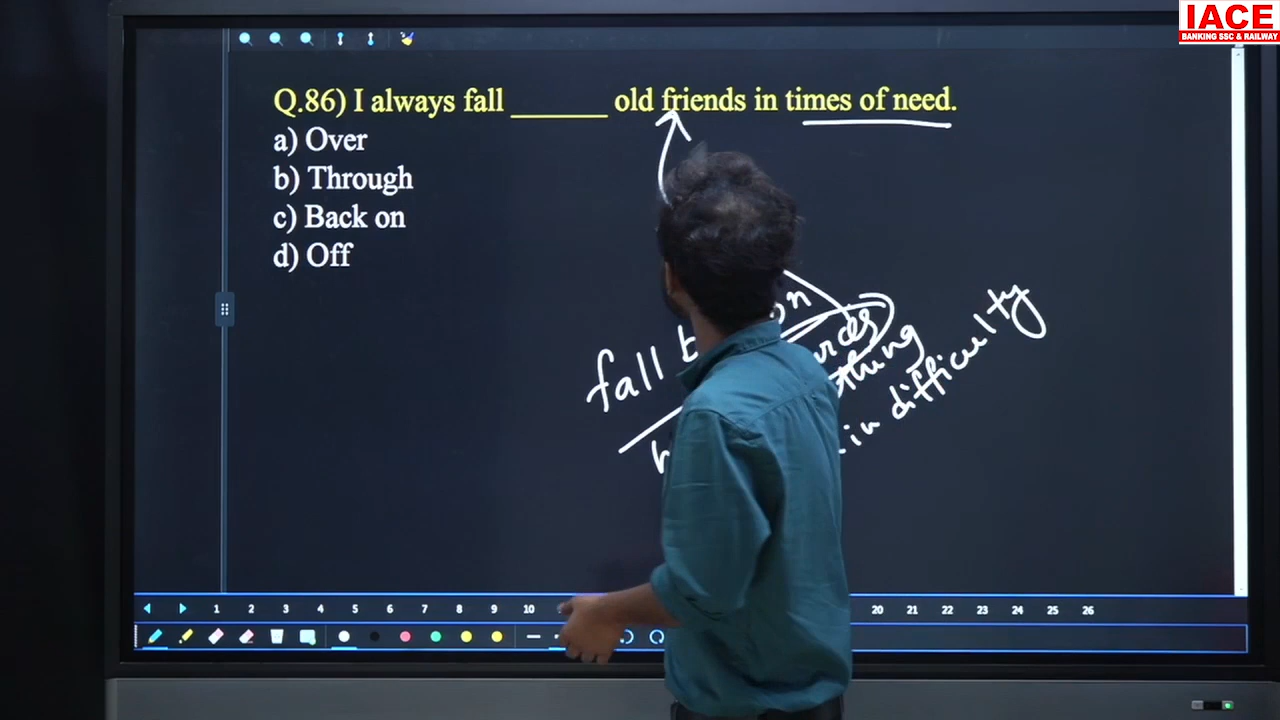 IACE
BANKING SSC & RAILWAY
Q.86) I always fall _______ old friends in times of need.
a) Over
b) Through
c) Back on
d) Off
fall on
in difficulty
1 2 3 4 5 6 7 8 9 10 20 21 22 23 24 25 26